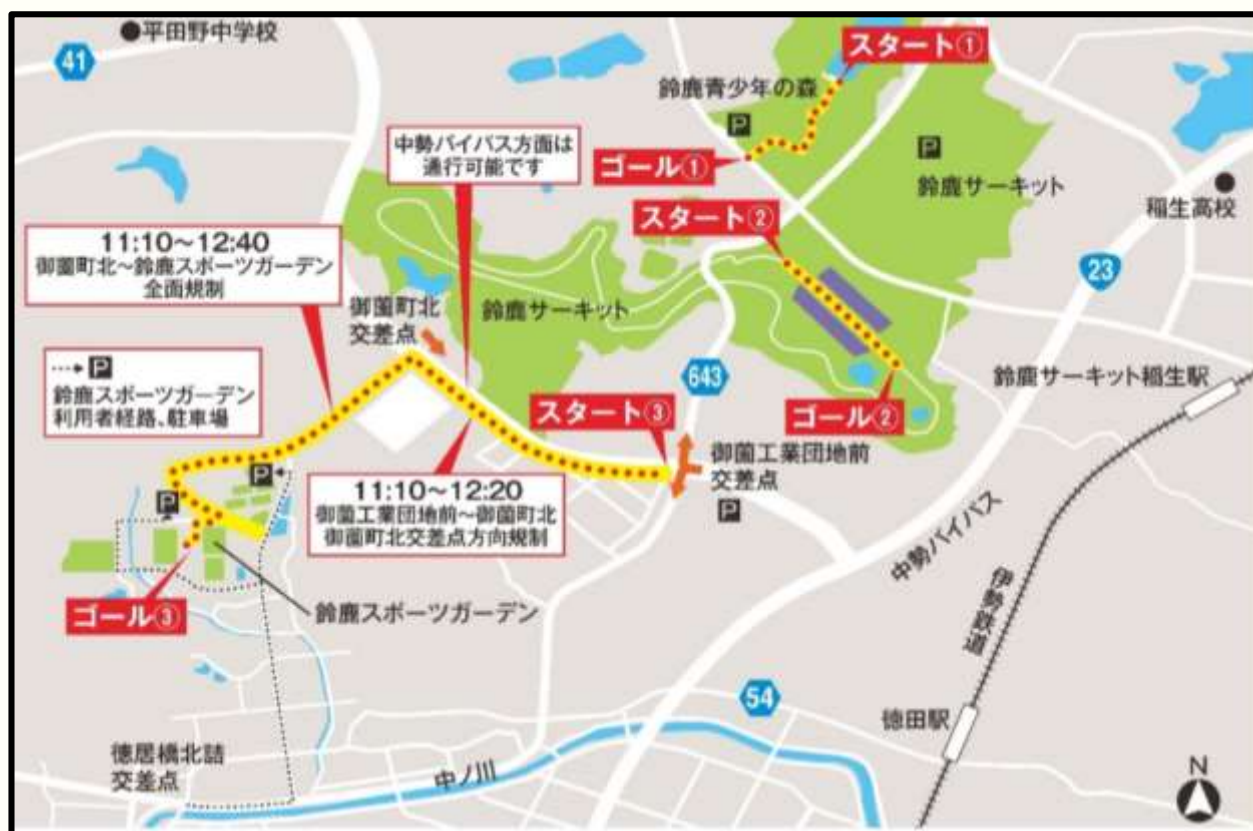 ●平田野中学校
41
スタート①
鈴鹿青少年の森
P
P
中勢バイパス方面は
通行可能です
ゴール①
鈴鹿サーキット
稲生高校
スタート②
11:10～12:40
御薗町北～鈴鹿スポーツガーデン
全面規制
23
御薗町北
交差点
鈴鹿サーキット
643
鈴鹿サーキット稲生駅
P
鈴鹿スポーツガーデン
利用者経路、駐車場
スタート③
ゴール②
御薗工業団地前
交差点
P
P
P
11:10～12:20
御薗工業団地前～御薗町北
御薗町北交差点方向規制
中勢バイパス
伊勢鉄道
ゴール③
鈴鹿スポーツガーデン
54
徳田駅
徳居橋北詰
交差点
中ノ川
N